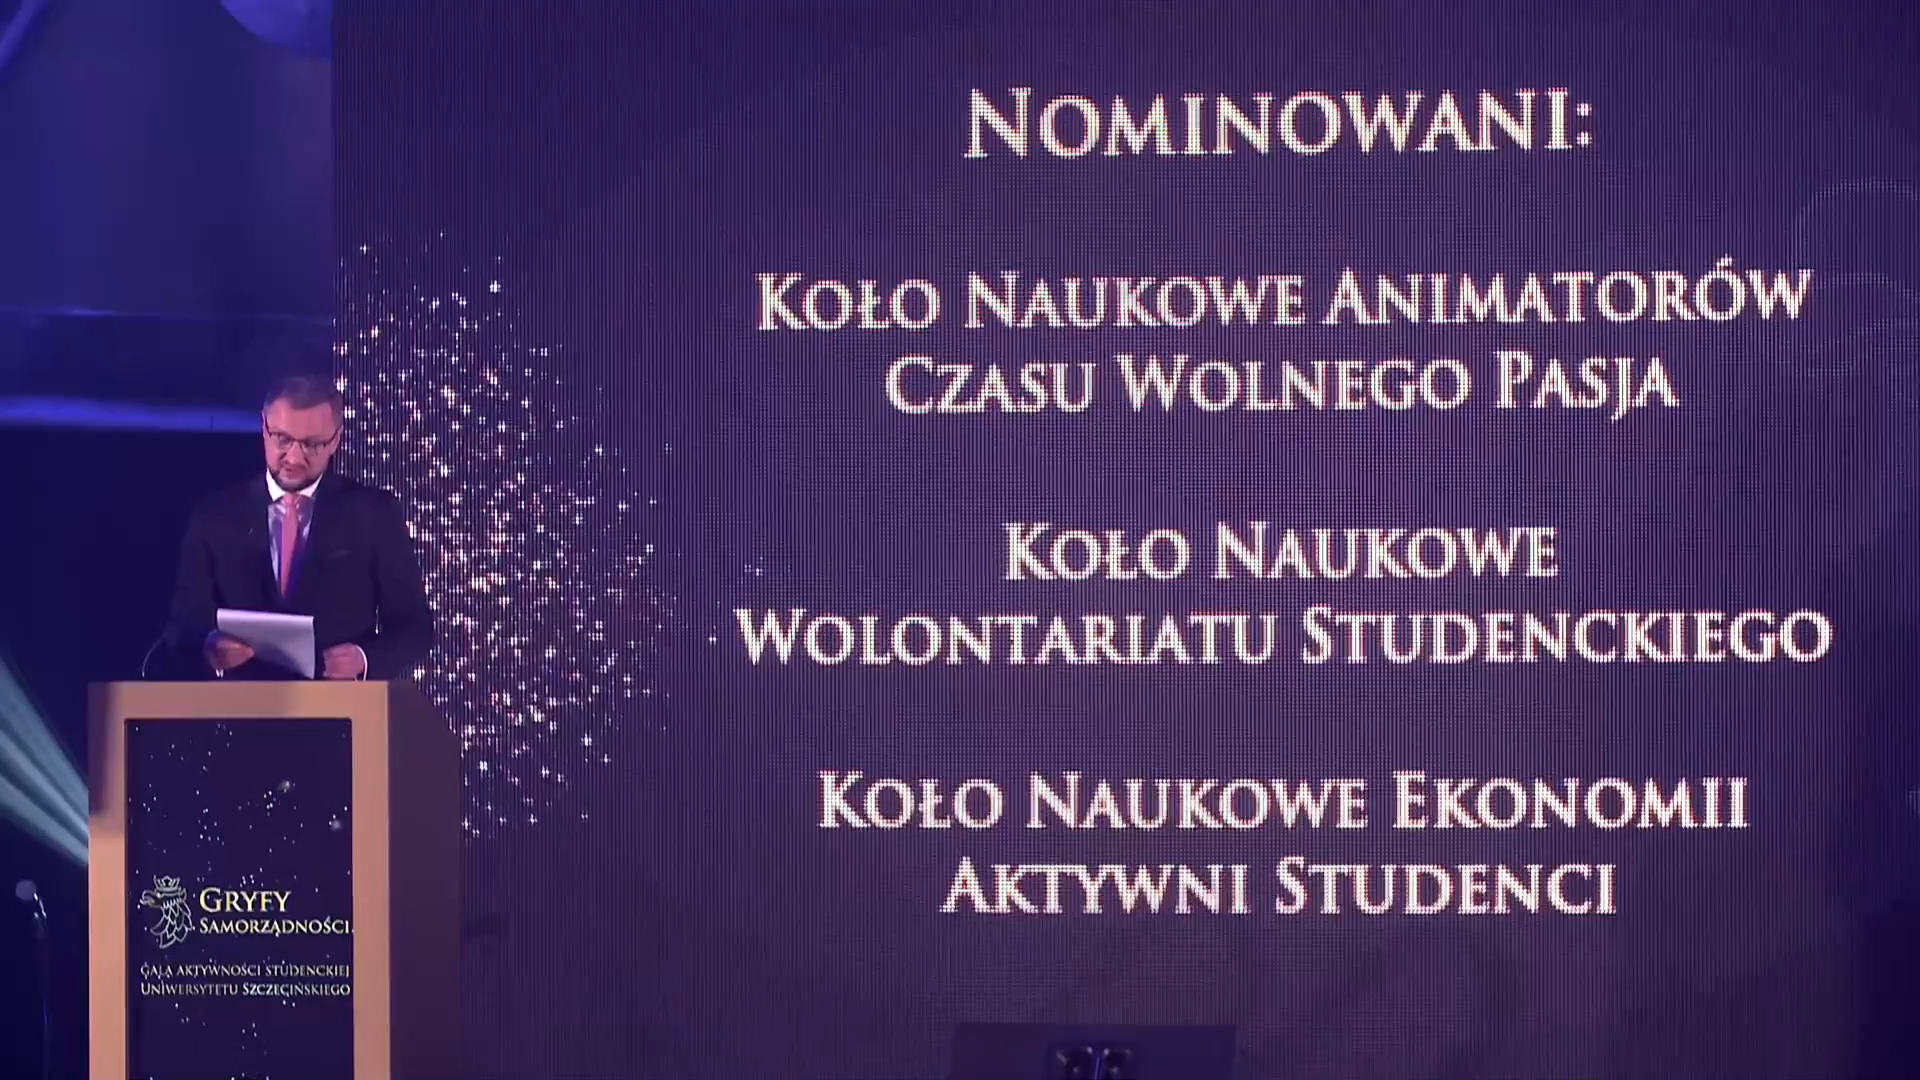 NOMINOWANI:
KOŁO NAUKOWE ANIMATORÓW
CZASU WOLNEGO PASJA
KOŁO NAUKOWE
WOLONTARIATU STUDENCKIEGO
KOŁO NAUKOWE EKONOMII
AKTYWNI STUDENCI
GRYFY
SAMORZĄDNOŚCI
GALA AKTYWNOŚCI STUDENCKIEJ
UNIWERSYTETU SZCZECIŃSKIEGO